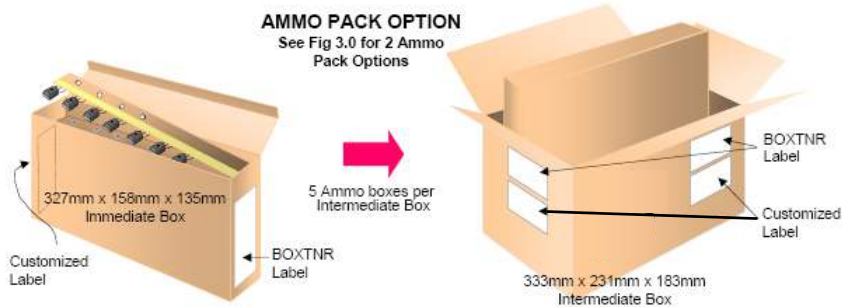 AMMO PACK OPTION
See Fig 3.0 for 2 Ammo
Pack Options
327mm x 158mm x 135mm
Immediate Box
Customized
Label
BOXTNR
Label
5 Ammo boxes per
Intermediate Box
BOXTNR
Label
Customized
Label
333mm x 231mm x 183mm
Intermediate Box